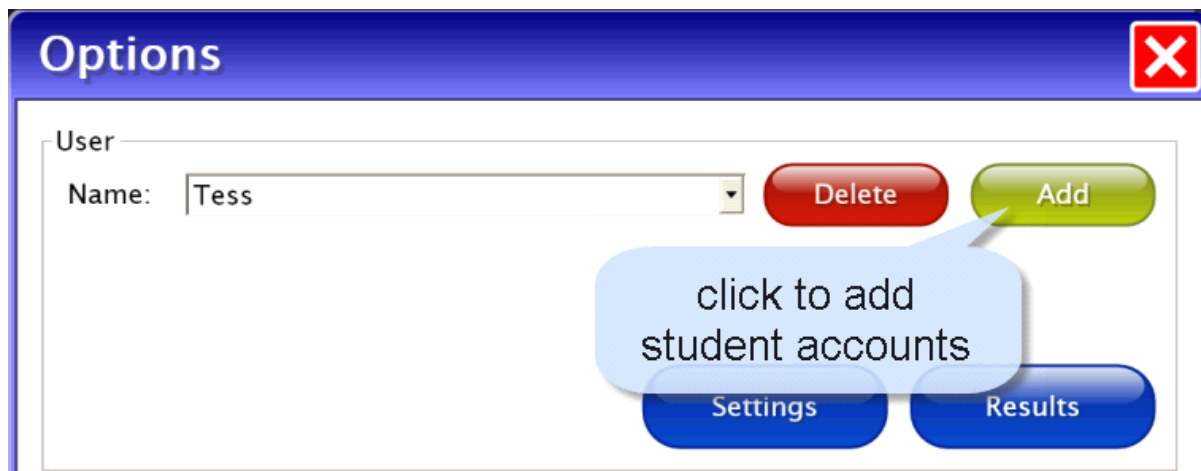 Options
User
Name: Tess Delete Add
click to add
student accounts
Settings Results